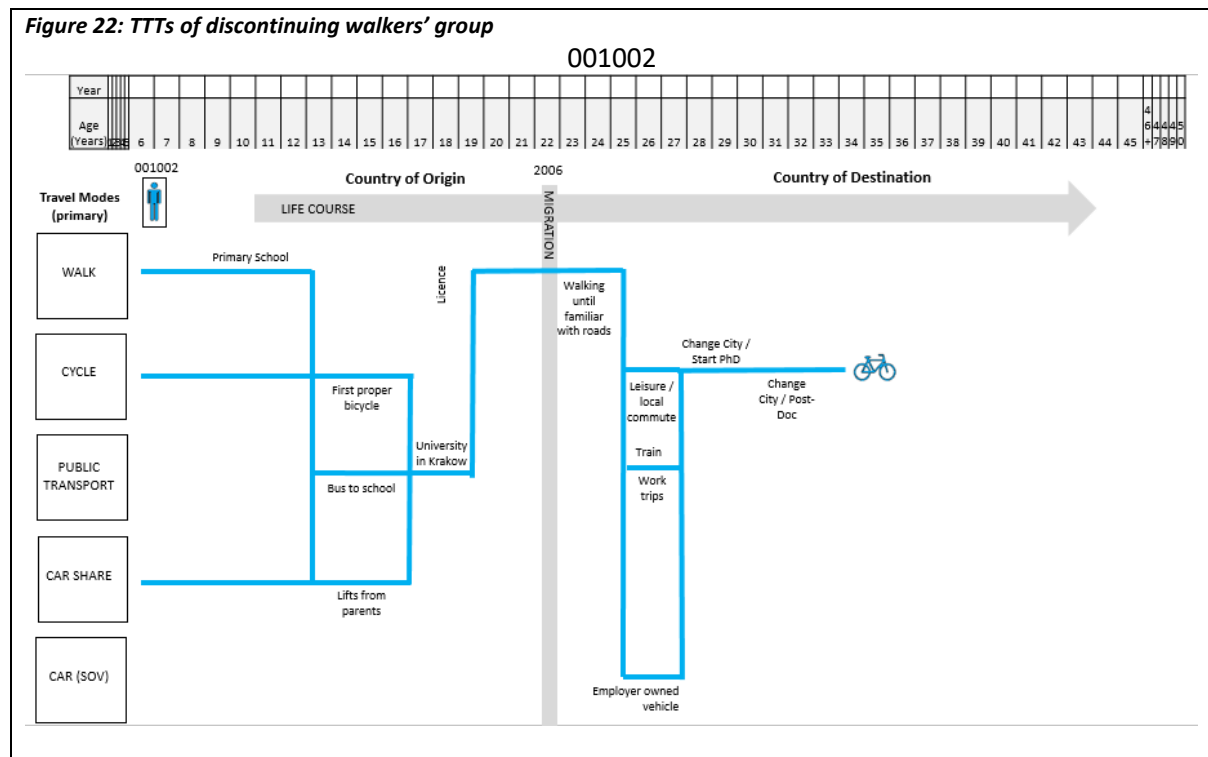 Figure 22: TTTs of discontinuing walkers' group
001002
Year
Age
(Years)
6 7 8 9 10 11 12 13 14 15 16 17 18 19 20 21 22 23 24 25 26 27 28 29 30 31 32 33 34 35 36 37 38 39 40 41 42 43 44 45 46+ 47 48 49 50
001002
Country of Origin
2006
Country of Destination
Travel Modes
(primary)
LIFE COURSE
MIGRATION
WALK
Primary School
Licence
Walking
until
familiar
with roads
CYCLE
First proper
bicycle
Change City /
Start PhD
Leisure /
local
commute
Change
City / Post-
Doc
PUBLIC
TRANSPORT
Bus to school
University
in Krakow
Train
Work
trips
CAR SHARE
Lifts from
parents
CAR (SOV)
Employer owned
vehicle